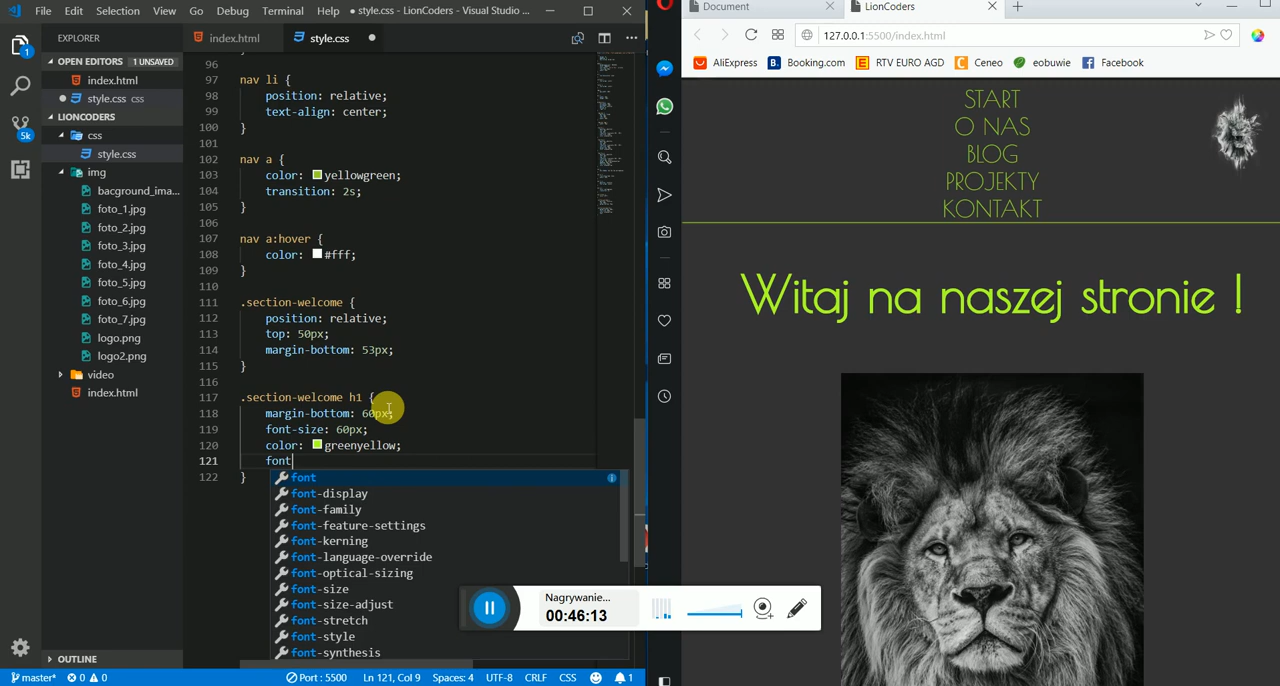 File Edit Selection View Go Debug Terminal Help • style.css - LionCoders - Visual Studio ...
EXPLORER
OPEN EDITORS 1 UNSAVED
index.html
style.css css
LIONCODERS
css
style.css
img
bacground_ima...
foto_1.jpg
foto_2.jpg
foto_3.jpg
foto_4.jpg
foto_5.jpg
foto_6.jpg
foto_7.jpg
logo.png
logo2.png
video
index.html
OUTLINE
1
5k
index.html style.css
96
97 nav li {
98 position: relative;
99 text-align: center;
100 }
101
102 nav a {
103 color: yellowgreen;
104 transition: 2s;
105 }
106
107 nav a:hover {
108 color: #fff;
109 }
110
111 .section-welcome {
112 position: relative;
113 top: 50px;
114 margin-bottom: 53px;
115 }
116
117 .section-welcome h1 {
118 margin-bottom: 60px;
119 font-size: 60px;
120 color: greenyellow;
121 font
122 }
font
font-display
font-family
font-feature-settings
font-kerning
font-language-override
font-optical-sizing
font-size
font-size-adjust
font-stretch
font-style
font-synthesis
master* 0 0 Port : 5500 Ln 121, Col 9 Spaces: 4 UTF-8 CRLF CSS 1
Nagrywanie...
00:46:13
Document LionCoders
127.0.0.1:5500/index.html
AliExpress B. Booking.com RTV EURO AGD Ceneo eobuwie Facebook
START
O NAS
BLOG
PROJEKTY
KONTAKT
Witaj na naszej stronie !